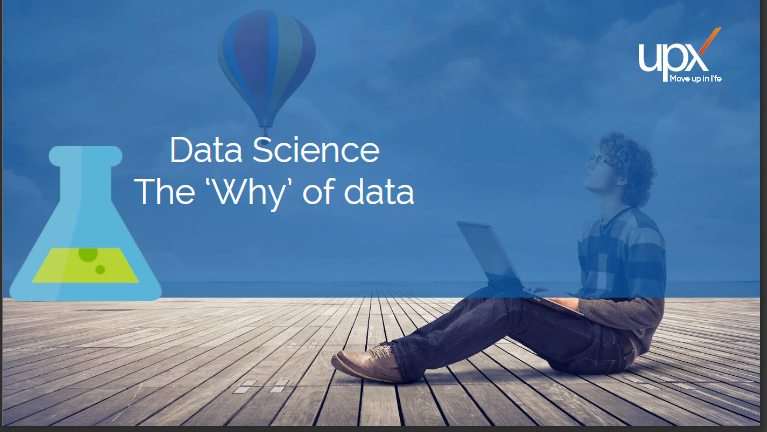 upx
Move up in life
Data Science
The ‘Why’ of data